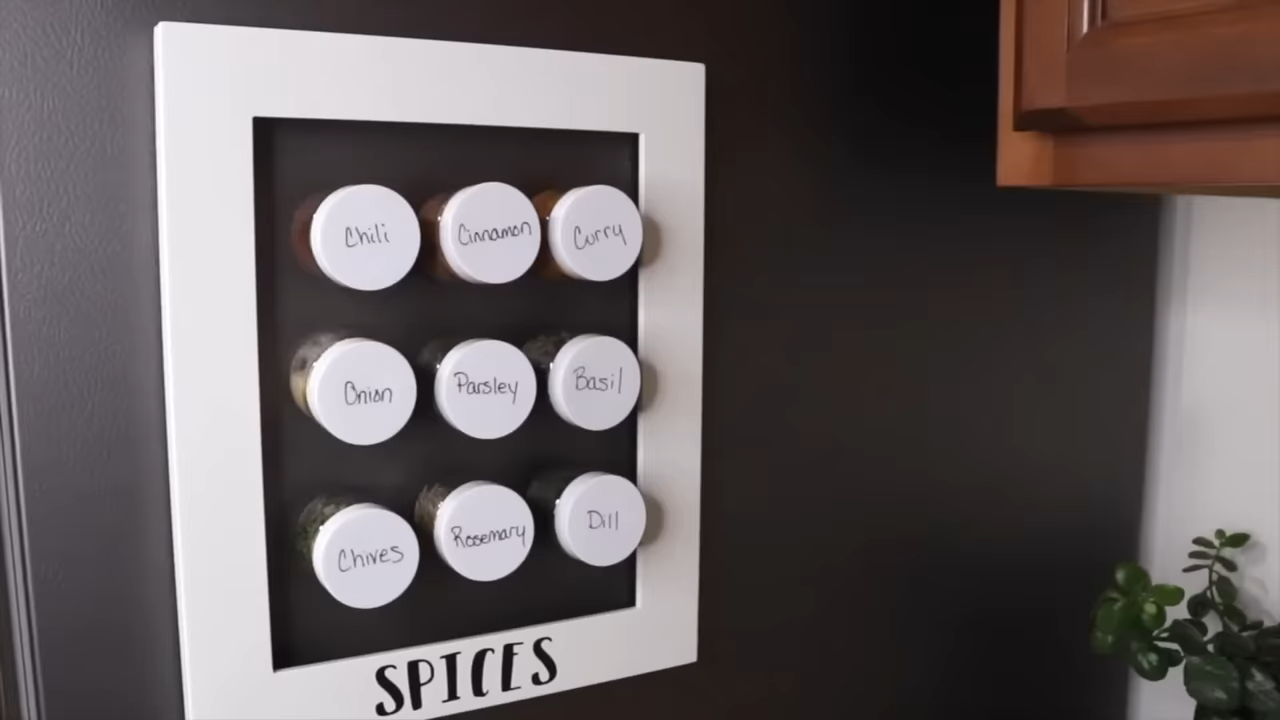 Chili
Cinnamon
Curry
Onion
Parsley
Basil
Chives
Rosemary
Dill
SPICES